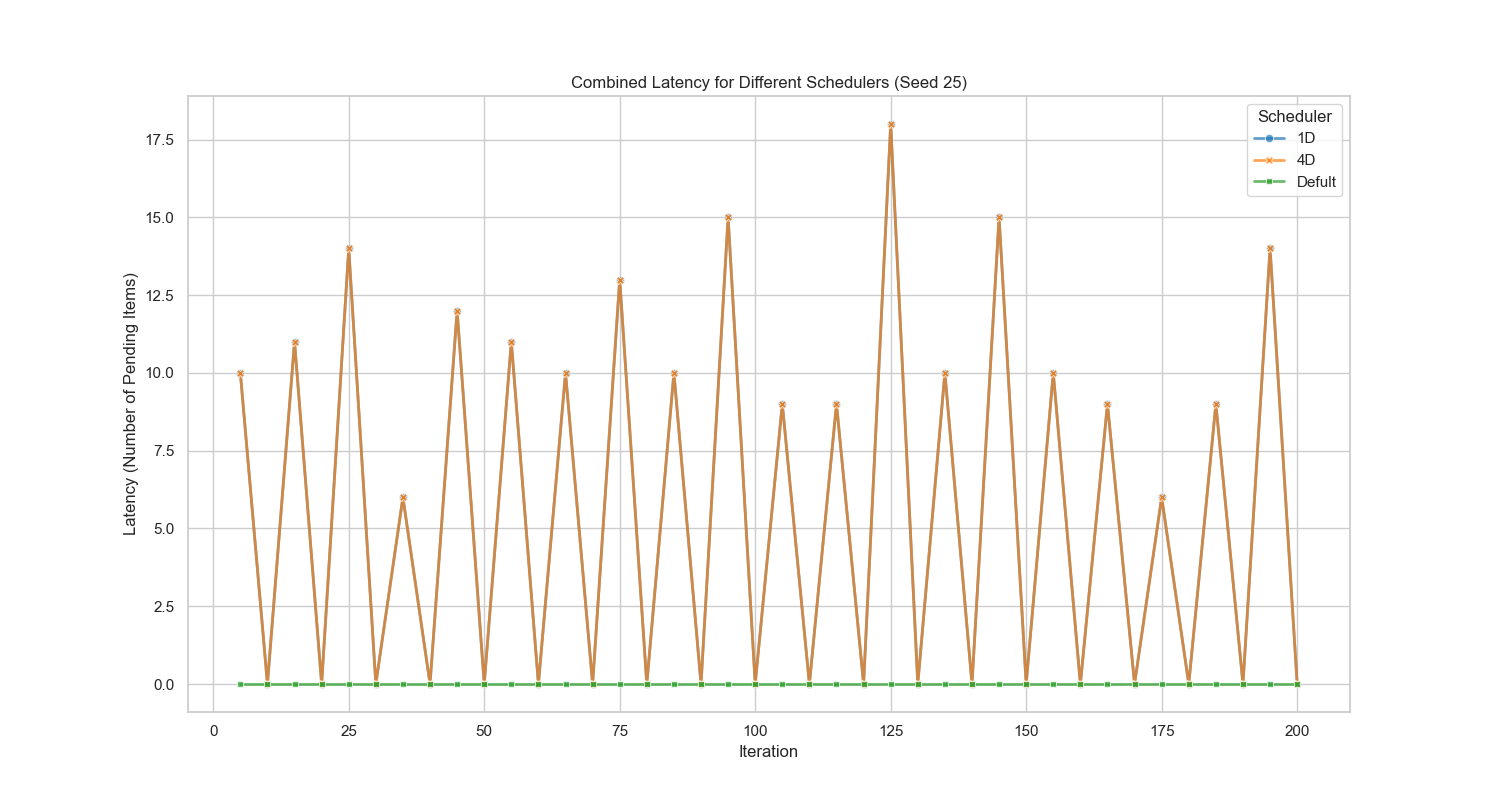 Combined Latency for Different Schedulers (Seed 25)
Scheduler
1D
4D
Defult
Latency (Number of Pending Items)
17.5
15.0
12.5
10.0
7.5
5.0
2.5
0.0
0 25 50 75 100 125 150 175 200
Iteration